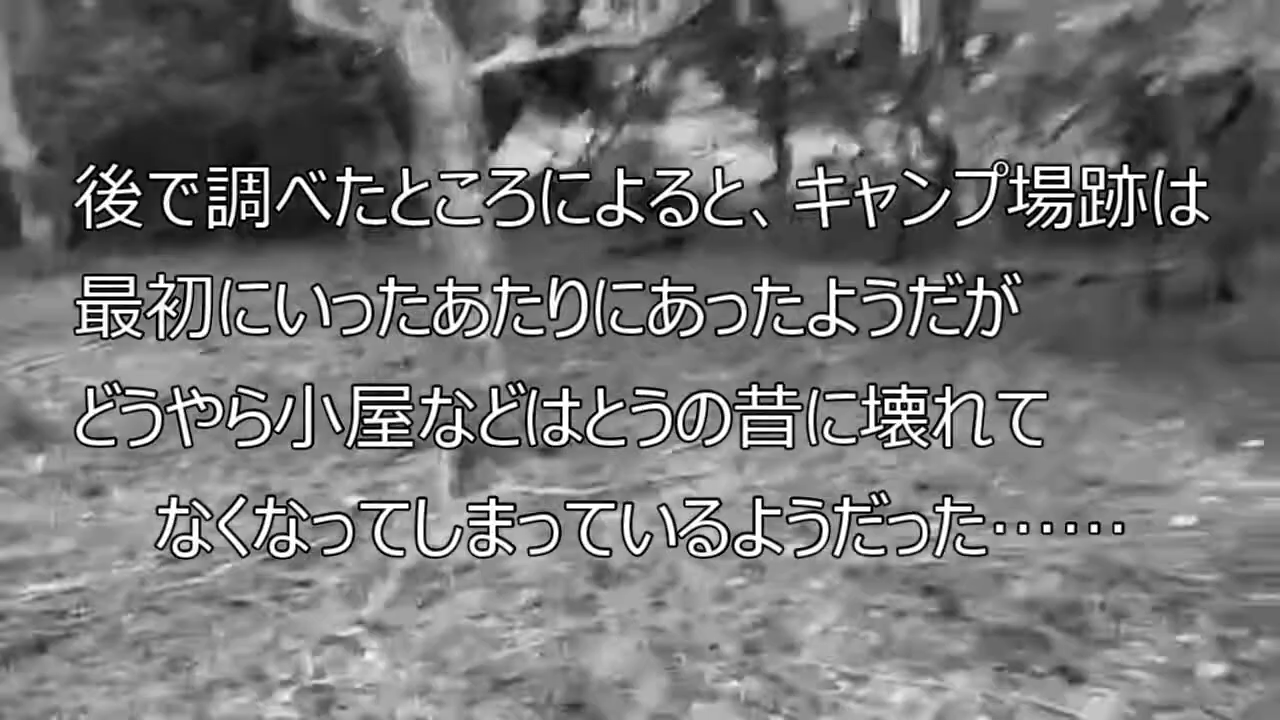 後で調べたところによると、キャンプ場跡は
最初にいったあたりにあったようだが
どうやら小屋などはとうの昔に壊れて
なくなってしまっているようだった……